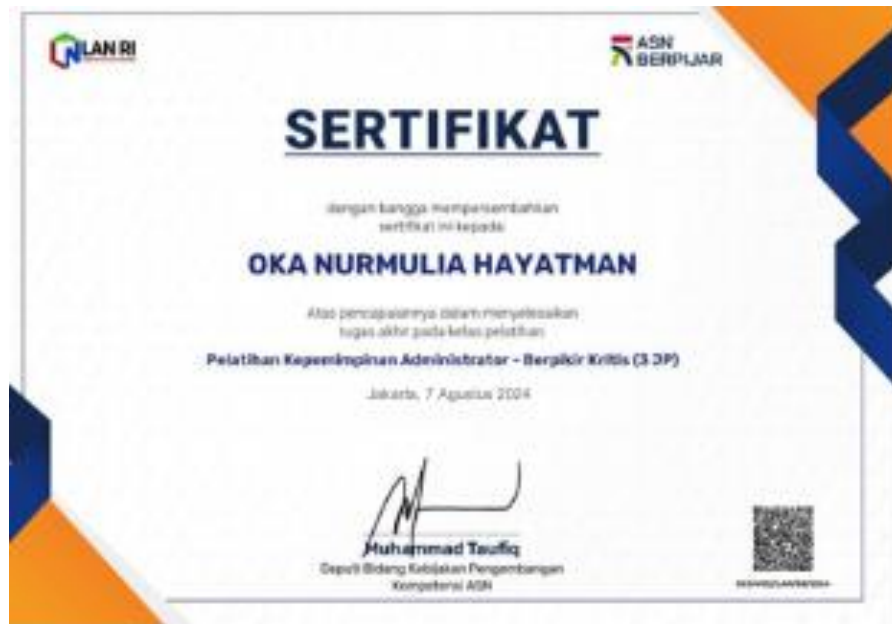 LAN RI
ASN
BERPIJAR
SERTIFIKAT
dengan bangga mempersembahkan
sertifikat ini kepada
OKA NURMULIA HAYATMAN
Atas pencapaiannya dalam menyelesaikan
tugas akhir pada kelas pelatihan
Pelatihan Kepemimpinan Administrator - Berpikir Kritis (3 JP)
Jakarta, 7 Agustus 2024
Muhammad Taufiq
Deputi Bidang Kebijakan Pengembangan
Kompetensi ASN